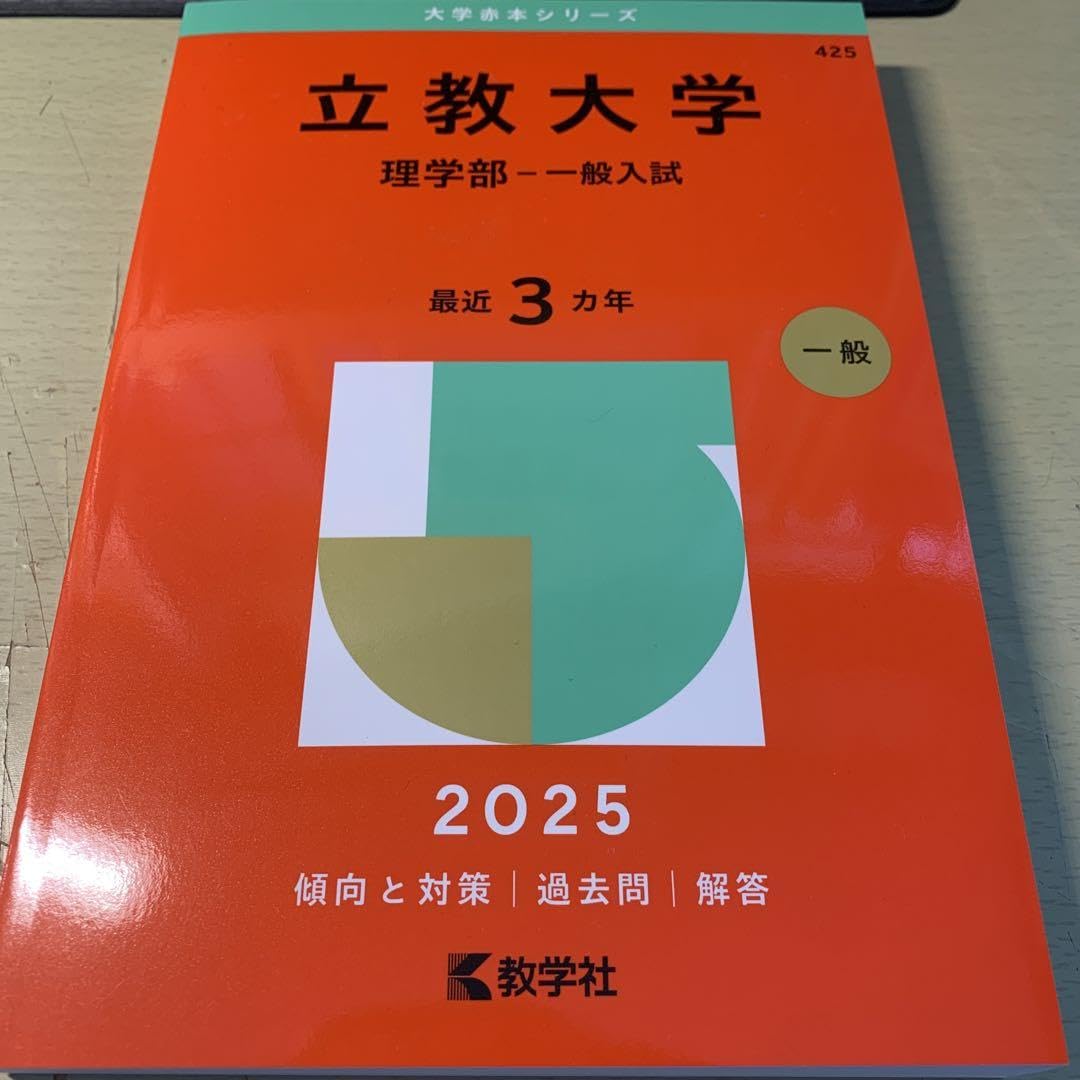 大学赤本シリーズ
425
立教大学
理学部－一般入試
最近3カ年
一般
2025
傾向と対策｜過去問｜解答
教学社